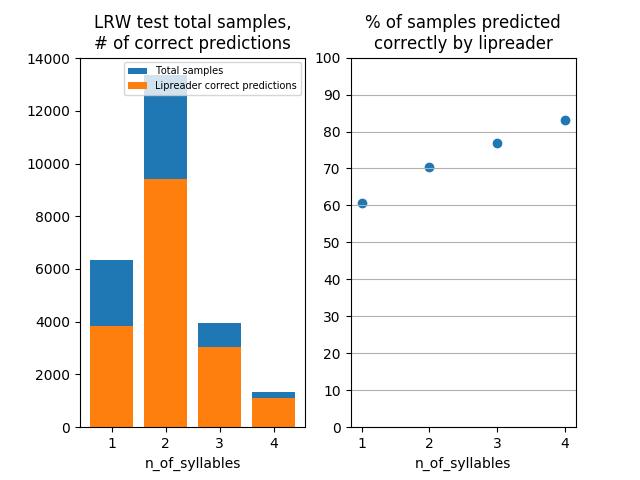 LRW test total samples,
# of correct predictions
Total samples
Lipreader correct predictions
14000
12000
10000
8000
6000
4000
2000
0
1 2 3 4
n_of_syllables
% of samples predicted
correctly by lipreader
100
90
80
70
60
50
40
30
20
10
0
1 2 3 4
n_of_syllables